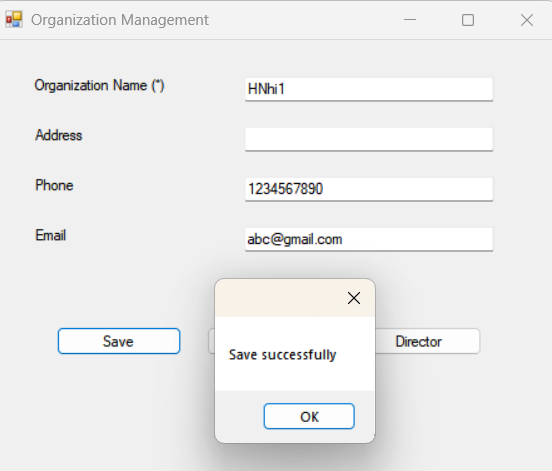 Organization Management
Organization Name (*)
HNhi1
Address
Phone
1234567890
Email
abc@gmail.com
Save
Director
Save successfully
OK